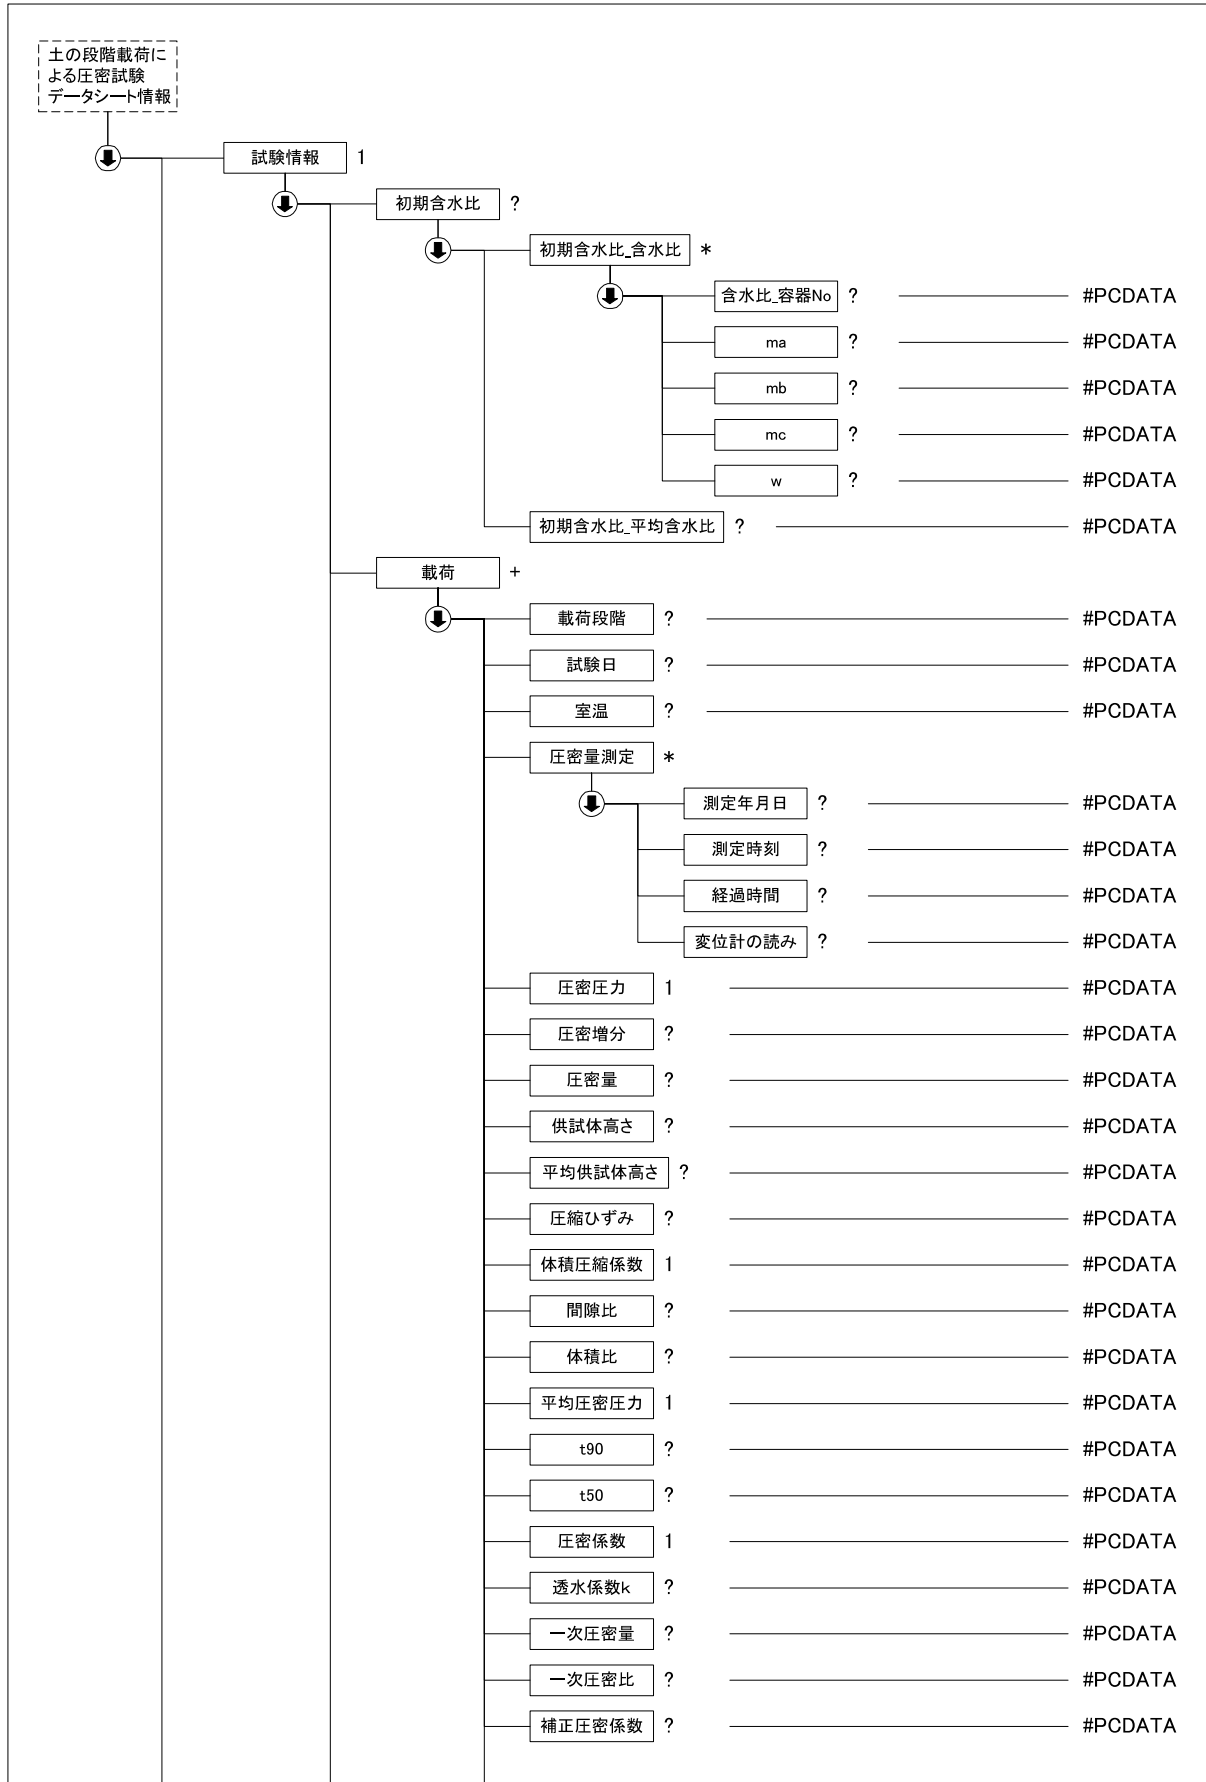 土の段階載荷に
よる圧密試験
データシート情報
試験情報 1
初期含水比 ?
初期含水比_含水比 *
含水比_容器No ? #PCDATA
ma ? #PCDATA
mb ? #PCDATA
mc ? #PCDATA
w ? #PCDATA
初期含水比_平均含水比 ? #PCDATA
載荷 +
載荷段階 ? #PCDATA
試験日 ? #PCDATA
室温 ? #PCDATA
圧密量測定 *
測定年月日 ? #PCDATA
測定時刻 ? #PCDATA
経過時間 ? #PCDATA
変位計の読み ? #PCDATA
圧密圧力 1 #PCDATA
圧密増分 ? #PCDATA
圧密量 ? #PCDATA
供試体高さ ? #PCDATA
平均供試体高さ ? #PCDATA
圧縮ひずみ ? #PCDATA
体積圧縮係数 1 #PCDATA
間隙比 ? #PCDATA
体積比 ? #PCDATA
平均圧密圧力 1 #PCDATA
t90 ? #PCDATA
t50 ? #PCDATA
圧密係数 1 #PCDATA
透水係数k ? #PCDATA
一次圧密量 ? #PCDATA
一次圧密比 ? #PCDATA
補正圧密係数 ? #PCDATA